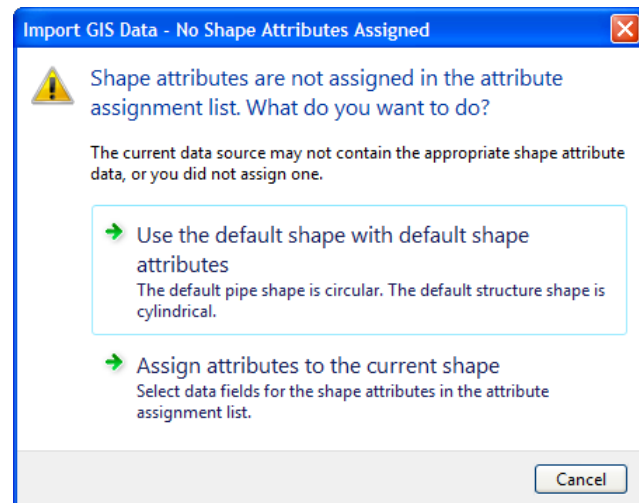 Import GIS Data - No Shape Attributes Assigned
Shape attributes are not assigned in the attribute
assignment list. What do you want to do?
The current data source may not contain the appropriate shape attribute
data, or you did not assign one.
Use the default shape with default shape
attributes
The default pipe shape is circular. The default structure shape is
cylindrical.
Assign attributes to the current shape
Select data fields for the shape attributes in the attribute
assignment list.
Cancel